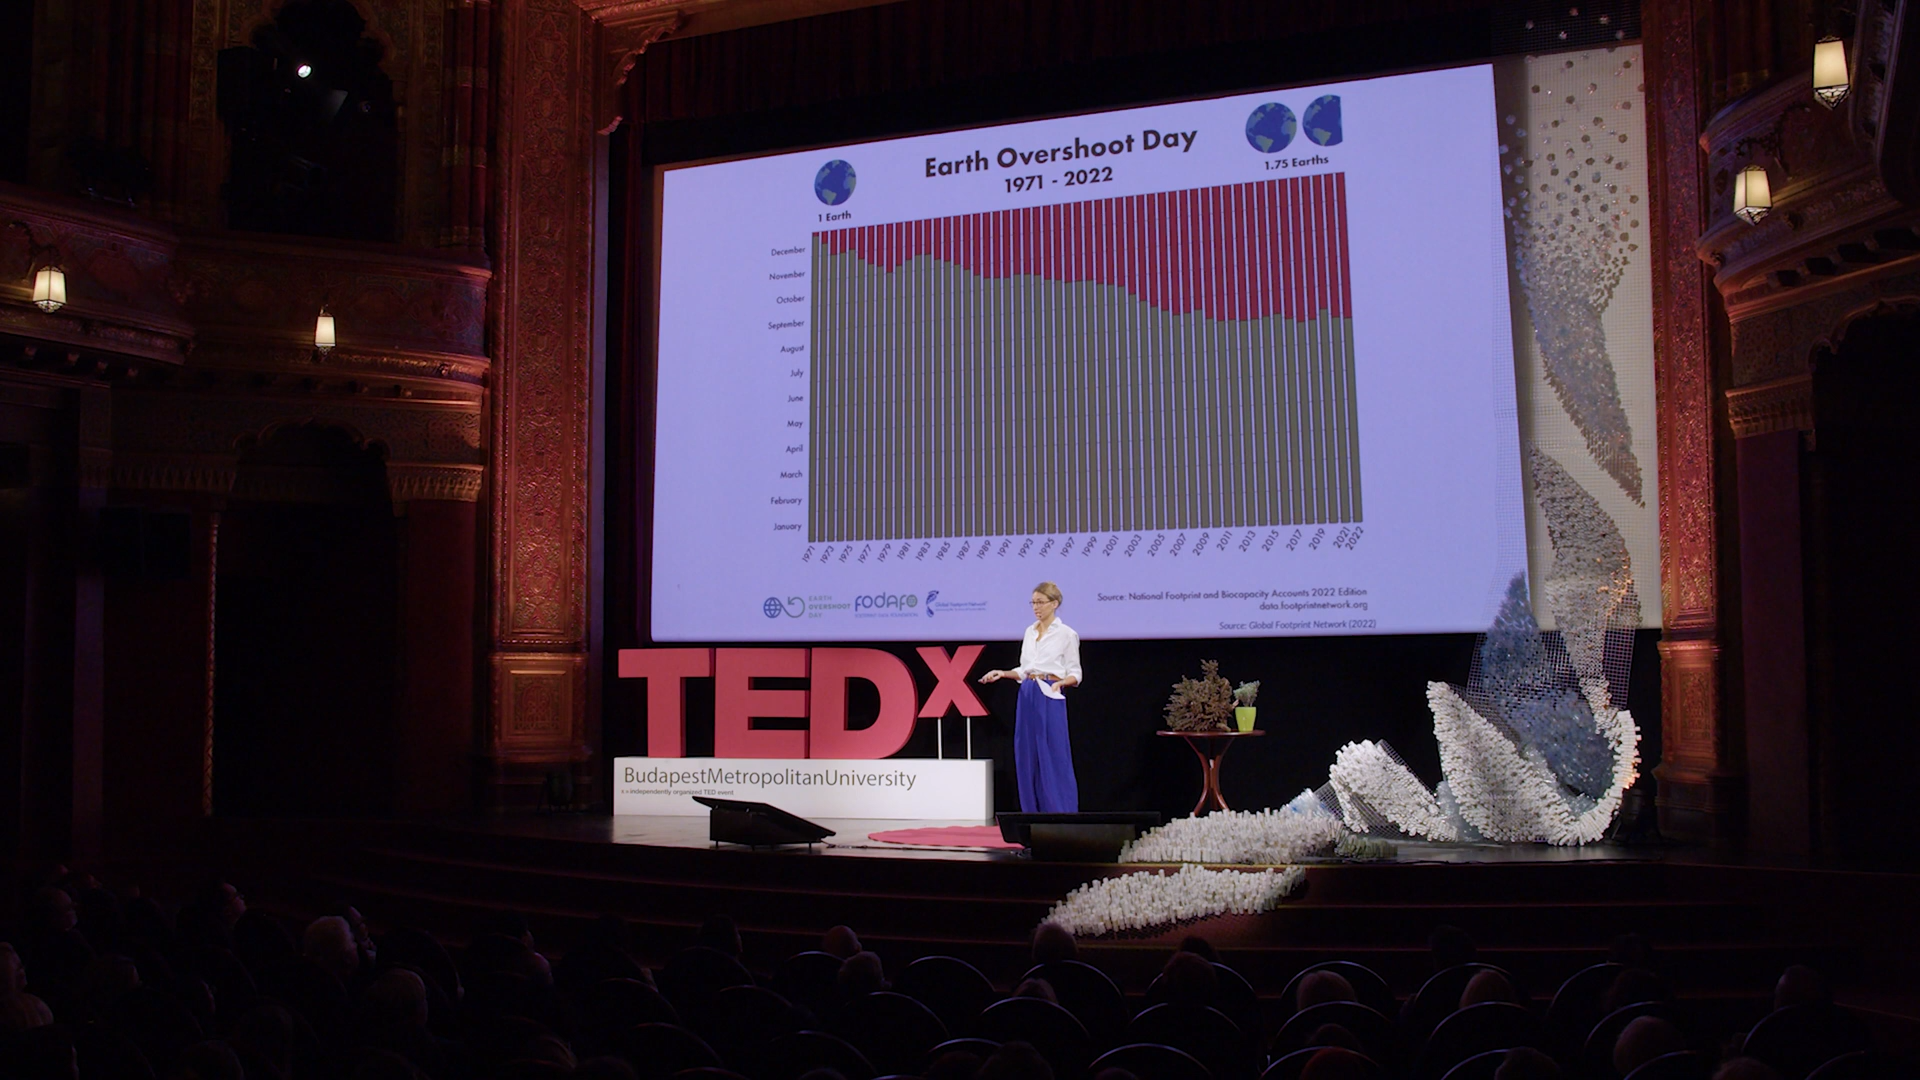 Earth Overshoot Day
1971 - 2022
1 Earth
1.75 Earths
December
November
October
September
August
July
June
May
April
March
February
January
1971
1973
1975
1977
1979
1981
1983
1985
1987
1989
1991
1993
1995
1997
1999
2001
2003
2005
2007
2009
2011
2013
2015
2017
2019
2021
2022
EARTH
OVERSHOOT
DAY
FODAFO
Global Footprint Network
Source: National Footprint and Biocapacity Accounts 2022 Edition
data.footprintnetwork.org
Source: Global Footprint Network (2022)
TEDx
BudapestMetropolitanUniversity
x = independently organized TED event